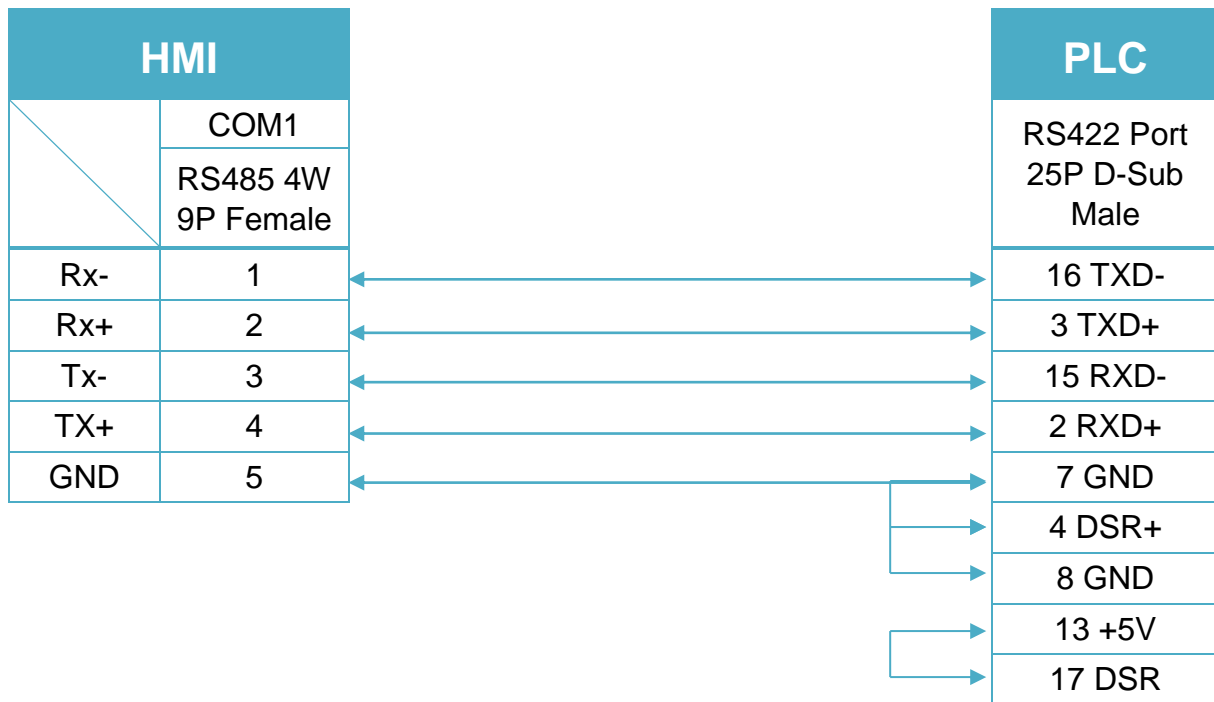 HMI
PLC
COM1
RS485 4W
9P Female
RS422 Port
25P D-Sub
Male
Rx- 1 16 TXD-
Rx+ 2 3 TXD+
Tx- 3 15 RXD-
TX+ 4 2 RXD+
GND 5 7 GND
4 DSR+
8 GND
13 +5V
17 DSR